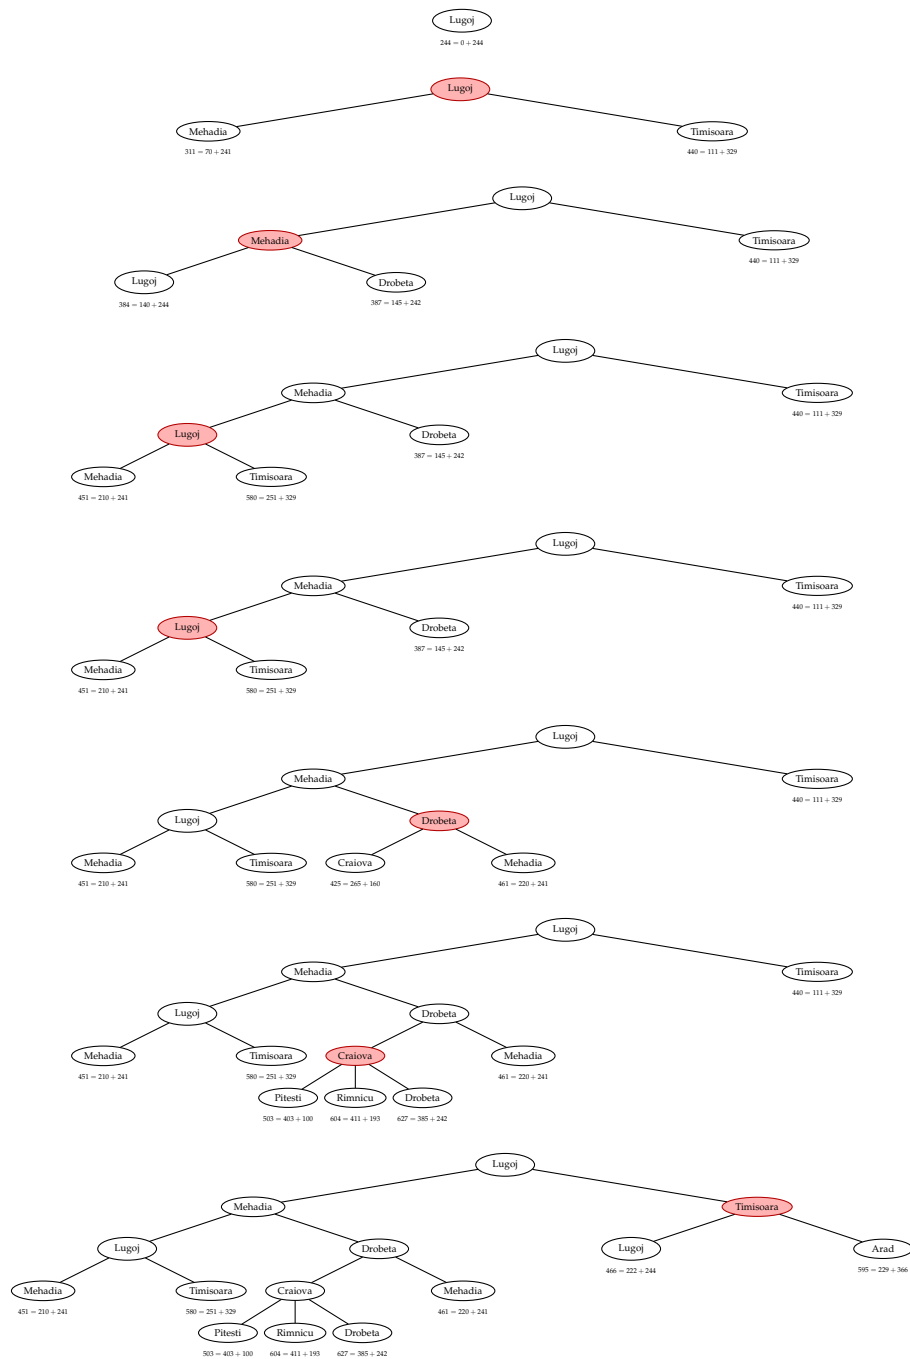 Lugoj
244 = 0 + 244
Lugoj
Mehadia Timisoara
311 = 70 + 241 440 = 111 + 329
Lugoj
Mehadia Timisoara
440 = 111 + 329
Lugoj Drobeta
384 = 140 + 244 387 = 145 + 242
Lugoj
Mehadia Timisoara
440 = 111 + 329
Lugoj Drobeta
387 = 145 + 242
Mehadia Timisoara
451 = 210 + 241 580 = 251 + 329
Lugoj
Mehadia Timisoara
440 = 111 + 329
Lugoj Drobeta
387 = 145 + 242
Mehadia Timisoara
451 = 210 + 241 580 = 251 + 329
Lugoj
Mehadia Timisoara
440 = 111 + 329
Lugoj Drobeta
Mehadia Timisoara Craiova Mehadia
451 = 210 + 241 580 = 251 + 329 425 = 265 + 160 461 = 220 + 241
Lugoj
Mehadia Timisoara
440 = 111 + 329
Lugoj Drobeta
Mehadia Timisoara Craiova Mehadia
451 = 210 + 241 580 = 251 + 329 461 = 220 + 241
Pitesti Rimnicu Drobeta
503 = 403 + 100 604 = 411 + 193 627 = 385 + 242
Lugoj
Mehadia Timisoara
Lugoj Drobeta Lugoj Arad
466 = 222 + 244 595 = 229 + 366
Mehadia Timisoara Craiova Mehadia
451 = 210 + 241 580 = 251 + 329 461 = 220 + 241
Pitesti Rimnicu Drobeta
503 = 403 + 100 604 = 411 + 193 627 = 385 + 242